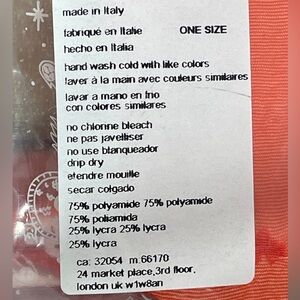 made in Italy
fabriqué en Italie ONE SIZE
hecho en Italia
hand wash cold with like colors
laver à la main avec couleurs similaires
lavar a mano en frio
con colores similares
no chlorine bleach
ne pas javelliser
no use blanqueador
drip dry
etendre mouille
secar colgado
75% polyamide 75% polyamide
75% poliamida
25% lycra 25% lycra
25% lycra
ca: 32054 rn.66170
24 market place,3rd floor,
london uk w1w8an